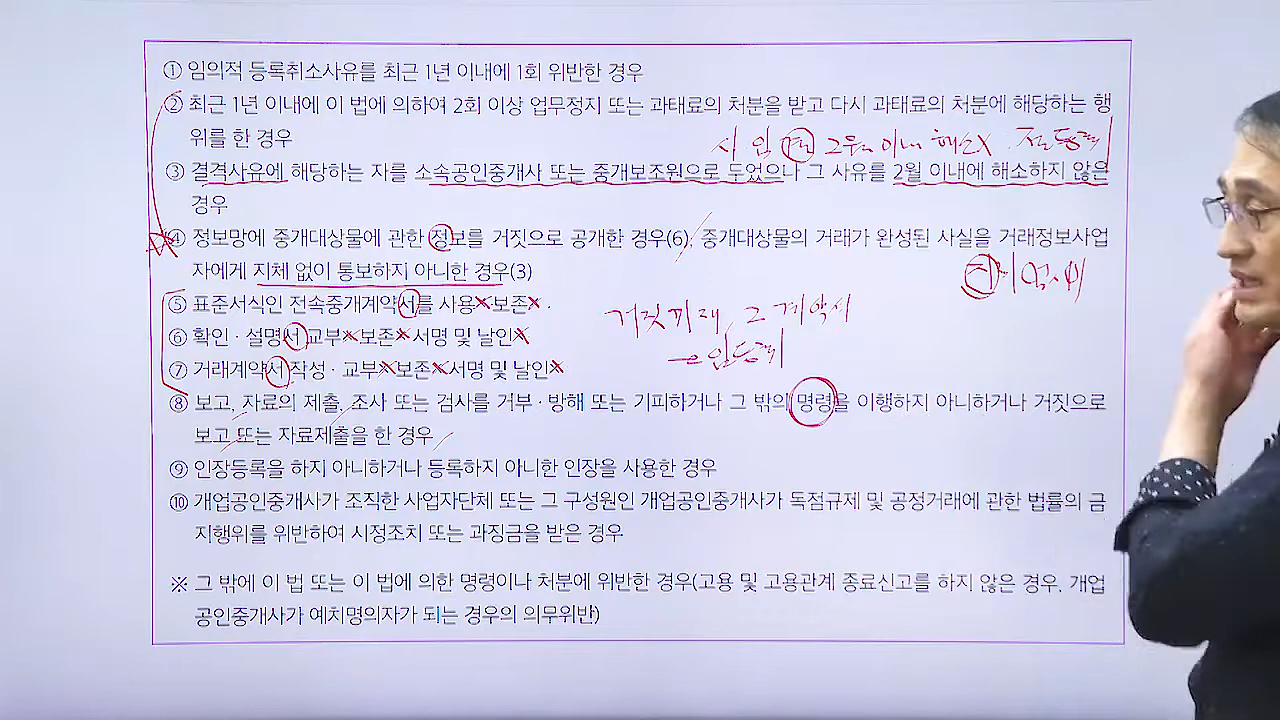 ① 임의적 등록취소사유를 최근 1년 이내에 1회 위반한 경우
② 최근 1년 이내에 이 법에 의하여 2회 이상 업무정지 또는 과태료의 처분을 받고 다시 과태료의 처분에 해당하는 행
위를 한 경우
③ 결격사유에 해당하는 자를 소속공인중개사 또는 중개보조원으로 두었으나 그 사유를 2월 이내에 해소하지 않은
경우
④ 정보망에 중개대상물에 관한 정보를 거짓으로 공개한 경우(6), 중개대상물의 거래가 완성된 사실을 거래정보사업
자에게 지체 없이 통보하지 아니한 경우(3)
⑤ 표준서식인 전속중개계약서를 사용× 보존×
거짓기재, 그 계약서
⑥ 확인 · 설명서 교부× 보존× 서명 및 날인×
⑦ 거래계약서 작성 · 교부× 보존× 서명 및 날인×
⑧ 보고, 자료의 제출, 조사 또는 검사를 거부 · 방해 또는 기피하거나 그 밖의 명령을 이행하지 아니하거나 거짓으로
보고 또는 자료제출을 한 경우
⑨ 인장등록을 하지 아니하거나 등록하지 아니한 인장을 사용한 경우
⑩ 개업공인중개사가 조직한 사업자단체 또는 그 구성원인 개업공인중개사가 독점규제 및 공정거래에 관한 법률의 금
지행위를 위반하여 시정조치 또는 과징금을 받은 경우
※ 그 밖에 이 법 또는 이 법에 의한 명령이나 처분에 위반한 경우(고용 및 고용관계 종료신고를 하지 않은 경우, 개업
공인중개사가 예치명의자가 되는 경우의 의무위반)